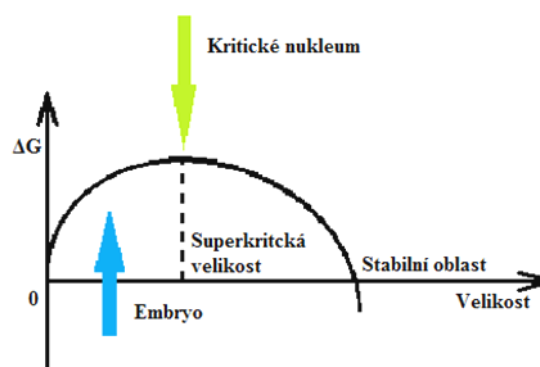 Kritické nukleum
ΔG
Superkritcká
velikost
Stabilní oblast
0
Embryo
Velikost